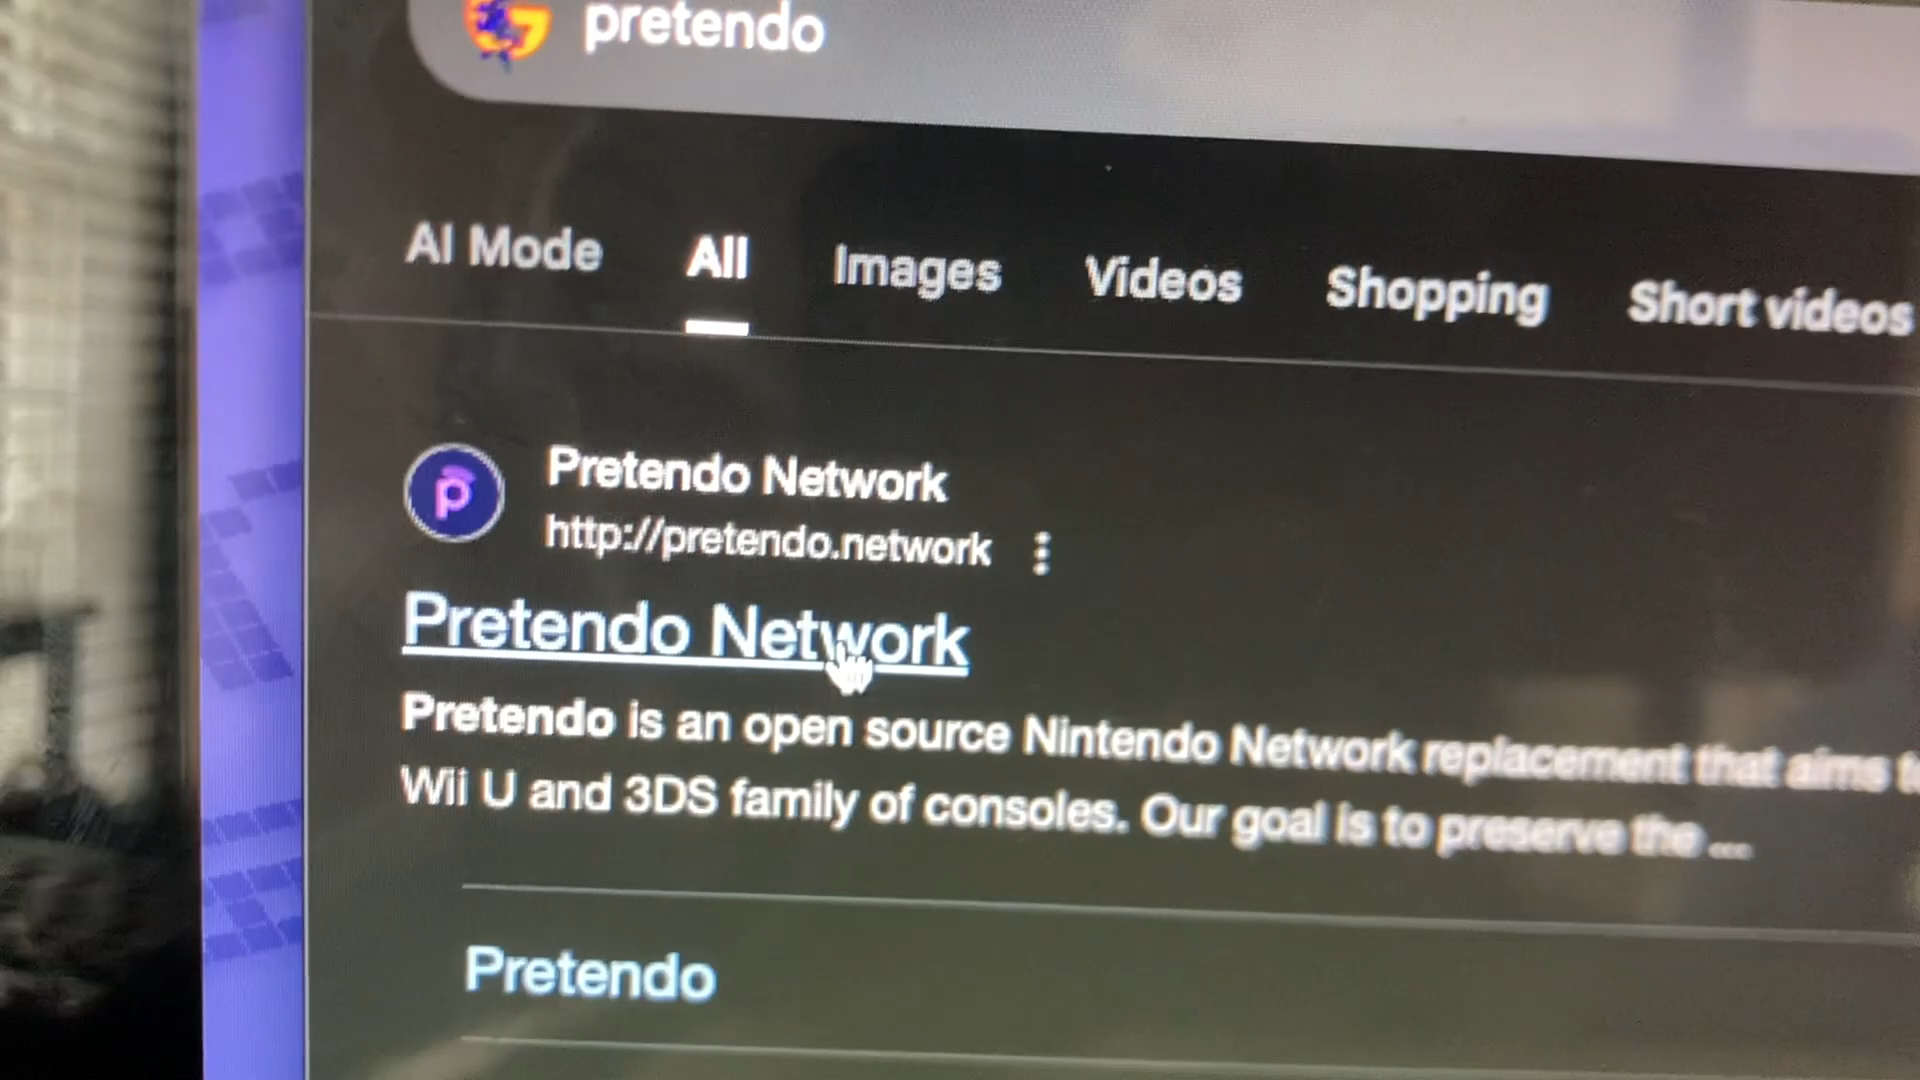 pretendo
AI Mode All Images Videos Shopping Short videos
Pretendo Network
http://pretendo.network
Pretendo Network
Pretendo is an open source Nintendo Network replacement that aims
Wii U and 3DS family of consoles. Our goal is to preserve the ...
Pretendo